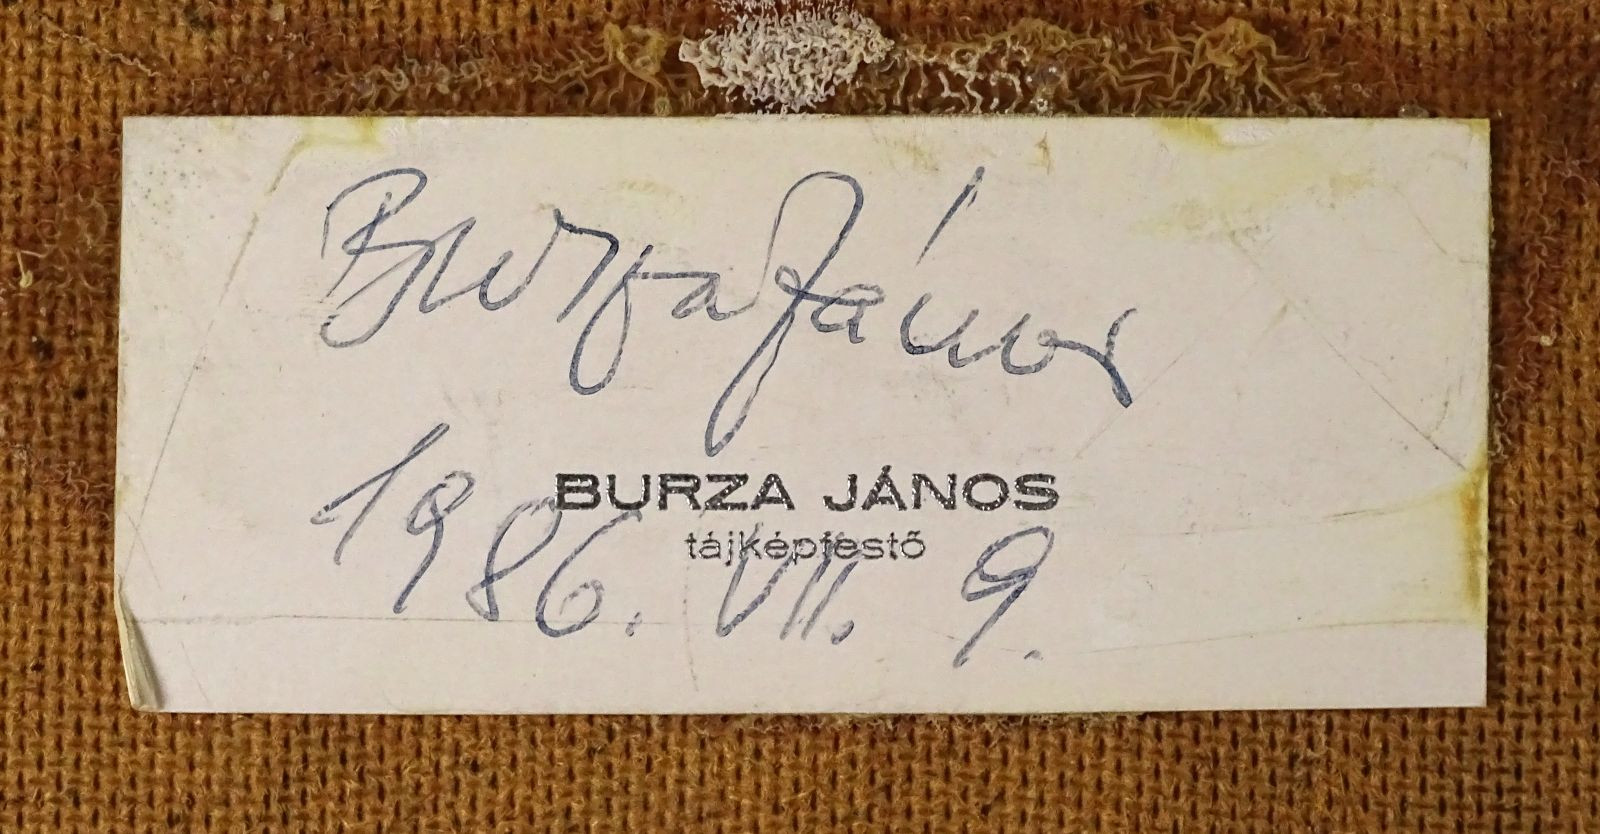 Burza János
BURZA JÁNOS
tájképfestő
1986. VII. 9.